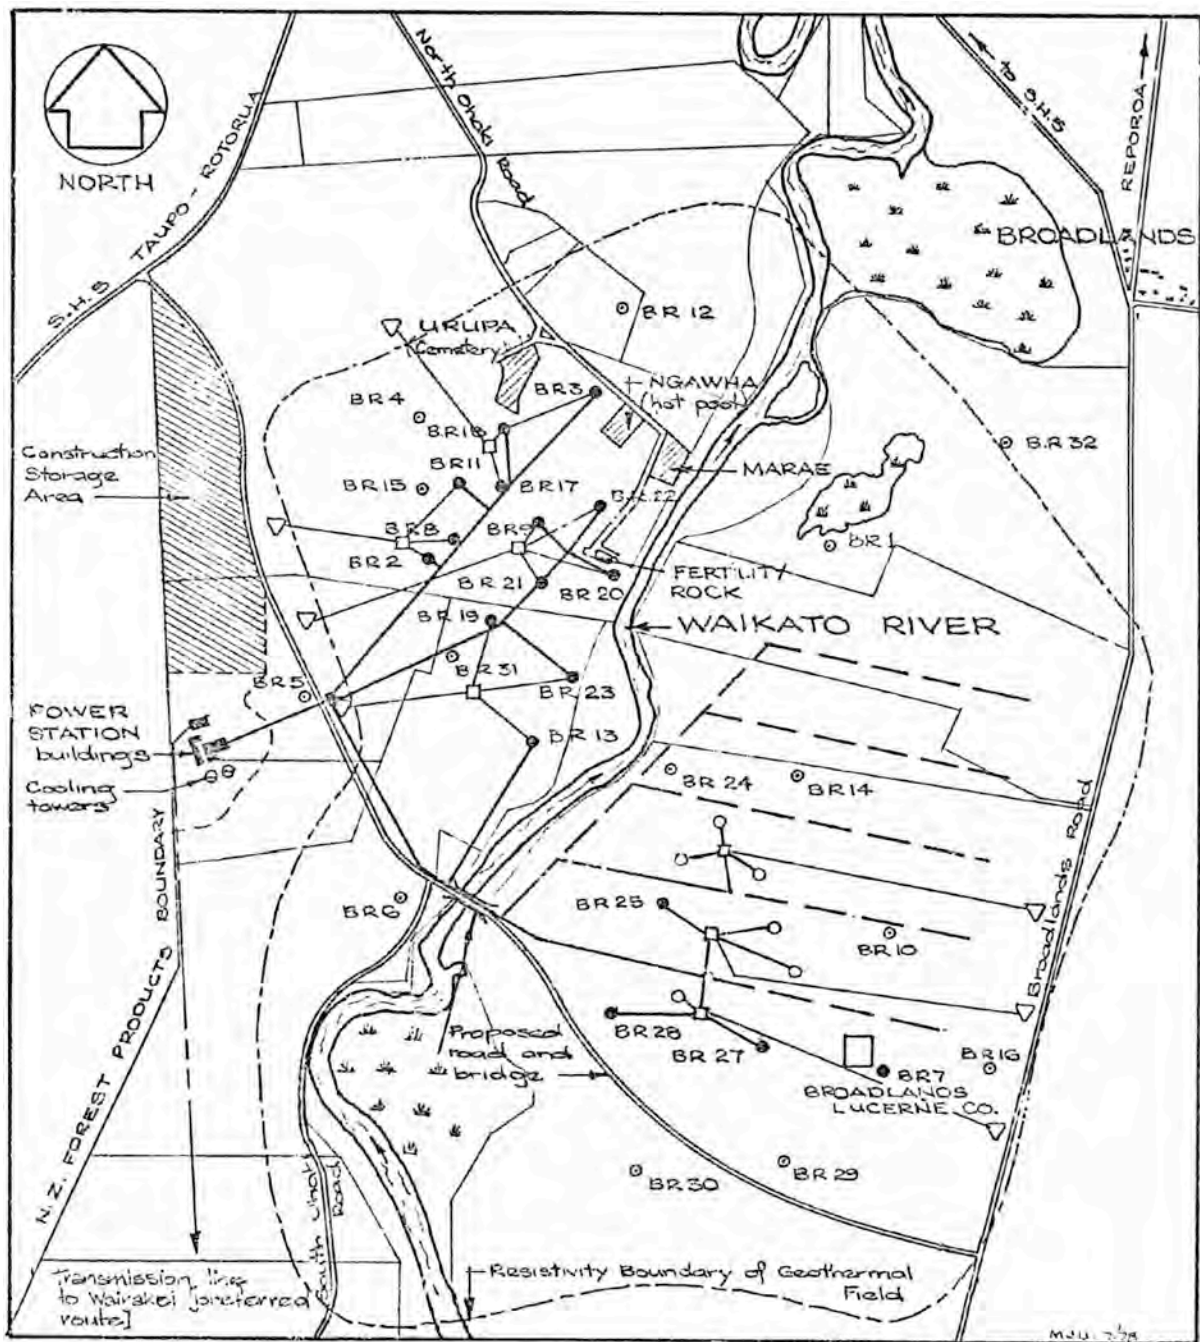 NORTH
S.H.5 TAUPO - ROTORUA
North Ohaki Road
to S.H.5
REPOROA
BROADLANDS
BR 12
URUPA
(Cemetery)
BR 3
NGAWHA
(hot pool)
BR 4
BR 18
BR 11
MARAE
BR 32
Construction
Storage
Area
BR 15
BR 17
BR 22
BR 8
BR 9
BR 2
BR 1
BR 21
BR 20
FERTILITY
ROCK
BR 19
WAIKATO RIVER
BR 31
BR 5
BR 23
POWER
STATION
buildings
BR 13
Cooling
towers
BR 24
BR 14
BR 6
BR 25
BR 10
Broadlands Road
N.Z. FOREST PRODUCTS BOUNDARY
Proposed
road and
bridge
BR 28
BR 27
BR 16
BR 7
BROADLANDS
LUCERNE CO.
BR 29
BR 30
South Ohaki
Road
Transmission line
to Wairakei [preferred
route]
Resistivity Boundary of Geothermal
Field